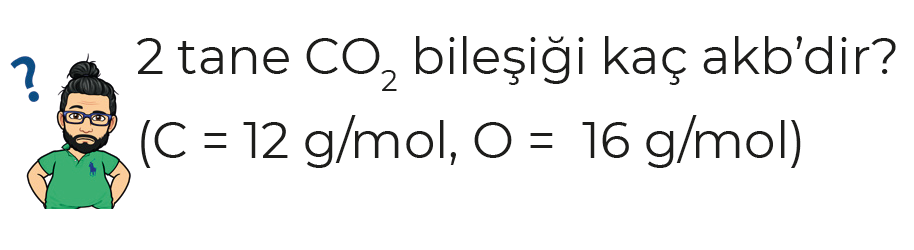 2 tane CO₂ bileşiği kaç akb’dir?
(C = 12 g/mol, O = 16 g/mol)